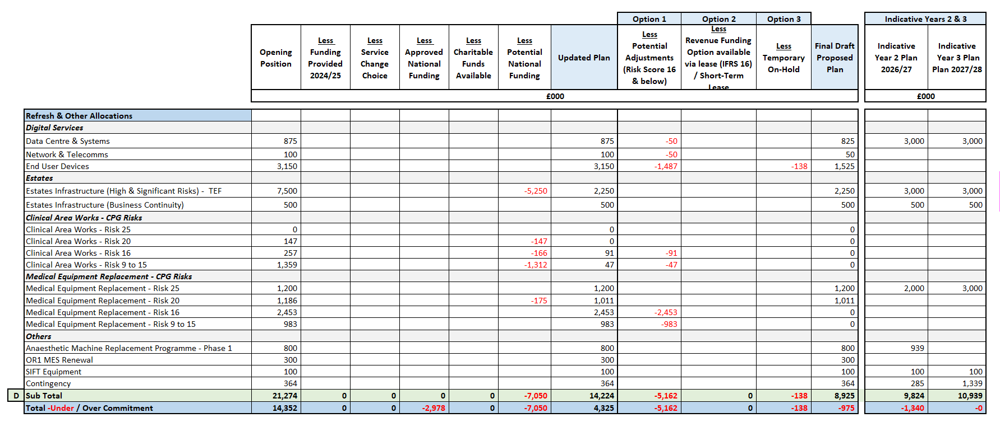 Option 1 Option 2 Option 3 Indicative Years 2 & 3
Opening Position Less Funding Provided 2024/25 Less Service Change Choice Less Approved National Funding Less Charitable Funds Available Less Potential National Funding Updated Plan Less Potential Adjustments (Risk Score 16 & below) Less Revenue Funding Option available via lease (IFRS 16) / Short-Term Lease Less Temporary On-Hold Final Draft Proposed Plan Indicative Year 2 Plan 2026/27 Indicative Year 3 Plan Plan 2027/28
£000 £000
Refresh & Other Allocations
Digital Services
Data Centre & Systems 875 875 -50 825 3,000 3,000
Network & Telecomms 100 100 -50 50
End User Devices 3,150 3,150 -1,487 -138 1,525
Estates
Estates Infrastructure (High & Significant Risks) - TEF 7,500 -5,250 2,250 2,250 3,000 3,000
Estates Infrastructure (Business Continuity) 500 500 500 500 500
Clinical Area Works - CPG Risks
Clinical Area Works - Risk 25 0 0 0
Clinical Area Works - Risk 20 147 -147 0 0
Clinical Area Works - Risk 16 257 -166 91 -91 0
Clinical Area Works - Risk 9 to 15 1,359 -1,312 47 -47 0
Medical Equipment Replacement - CPG Risks
Medical Equipment Replacement - Risk 25 1,200 1,200 1,200 2,000 3,000
Medical Equipment Replacement - Risk 20 1,186 -175 1,011 1,011
Medical Equipment Replacement - Risk 16 2,453 2,453 -2,453 0
Medical Equipment Replacement - Risk 9 to 15 983 983 -983 0
Others
Anaesthetic Machine Replacement Programme - Phase 1 800 800 800 939
OR1 MES Renewal 300 300 300
SIFT Equipment 100 100 100 100 100
Contingency 364 364 364 285 1,339
D Sub Total 21,274 0 0 0 0 -7,050 14,224 -5,162 0 -138 8,925 9,824 10,939
Total -Under / Over Commitment 14,352 0 0 -2,978 0 -7,050 4,325 -5,162 0 -138 -975 -1,340 -0